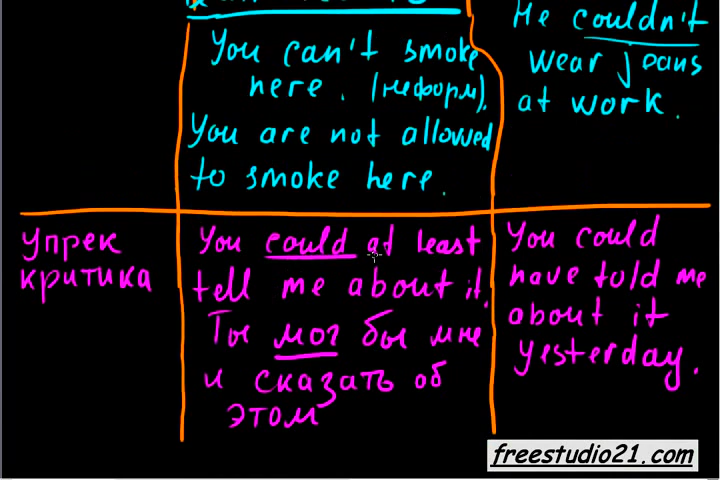 You can't smoke
here. (неформ).
You are not allowed
to smoke here.
He couldn't
wear jeans
at work.
Упрек
критика
You could at least
tell me about it.
Ты мог бы мне
и сказать об
этом
You could
have told me
about it
yesterday.
freestudio21.com